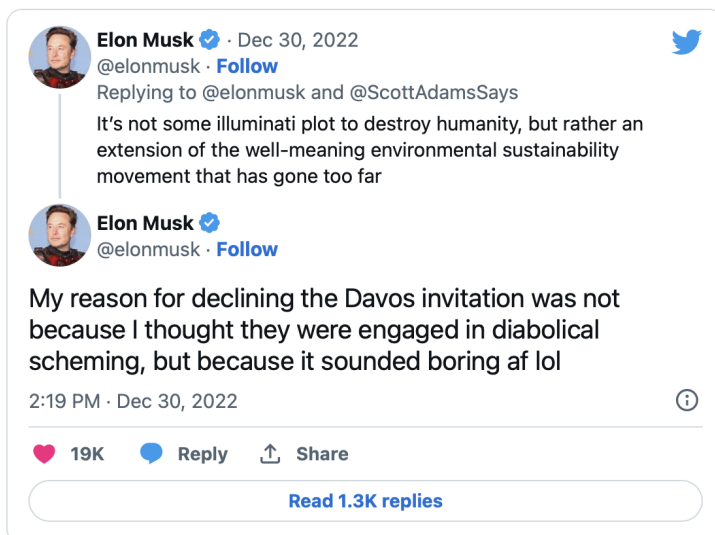 Elon Musk · Dec 30, 2022
@elonmusk · Follow
Replying to @elonmusk and @ScottAdamsSays
It's not some illuminati plot to destroy humanity, but rather an
extension of the well-meaning environmental sustainability
movement that has gone too far
Elon Musk
@elonmusk · Follow
My reason for declining the Davos invitation was not
because I thought they were engaged in diabolical
scheming, but because it sounded boring af lol
2:19 PM · Dec 30, 2022
19K Reply Share
Read 1.3K replies